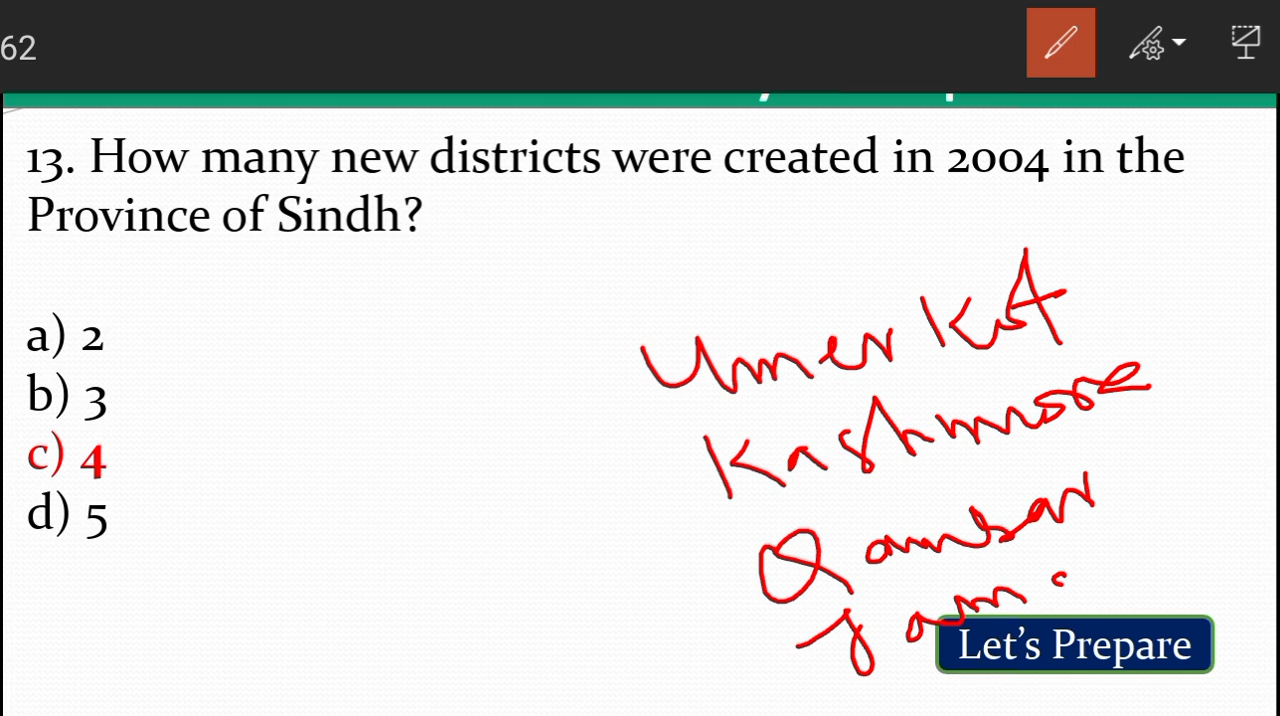 62
13. How many new districts were created in 2004 in the
Province of Sindh?
a) 2
b) 3
c) 4
d) 5
Umer Kot
Kashmore
Qambar
Jam
Let's Prepare